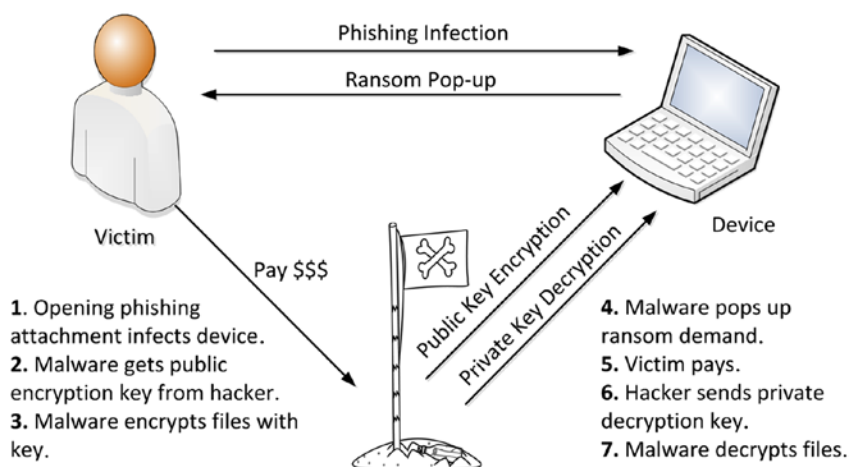 Phishing Infection
Ransom Pop-up
Victim
Device
Pay $$$
Public Key Encryption
Private Key Decryption
1. Opening phishing
attachment infects device.
2. Malware gets public
encryption key from hacker.
3. Malware encrypts files with
key.
4. Malware pops up
ransom demand.
5. Victim pays.
6. Hacker sends private
decryption key.
7. Malware decrypts files.